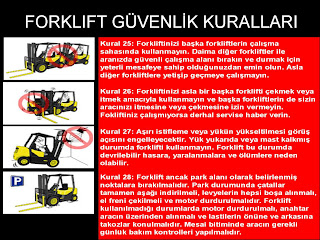 FORKLIFT GÜVENLİK KURALLARI
Kural 25: Forkliftinizi başka forkliftlerin çalışma
sahasında kullanmayın. Daima diğer forkliftler ile
aranızda güvenli çalışma alanı bırakın ve durmak için
yeterli mesafeye sahip olduğunuzdan emin olun. Asla
diğer forkliftlere yetişip geçmeye çalışmayın.
Kural 26: Forkliftinizi asla bir başka forklifti çekmek veya
itmek amacıyla kullanmayın ve başka forkliftlerin de sizin
aracınızı itmesine veya çekmesine izin vermeyin.
Fokliftiniz çalışmıyorsa derhal servise haber verin.
Kural 27: Aşırı istifleme veya yükün yükseltilmesi görüş
açısını engelleyecektir. Yük yukarıda veya mast kalkmış
durumda forklifti kullanmayın. Forklift bu durumda
devrilebilir hasara, yaralanmalara ve ölümlere neden
olabilir.
Kural 28: Forklift ancak park alanı olarak belirlenmiş
noktalara bırakılmalıdır. Park durumunda çatallar
tamamen aşağı indirilmeli, levyelerin hepsi boşa alınmalı,
el freni çekilmeli ve motor durdurulmalıdır. Forklift
kullanılmadığı durumlarda motor durdurulmalı, anahtar
aracın üzerinden alınmalı ve lastilerin önüne ve arkasına
takozlar konulmalıdır. Mesai bitiminde aracın gerekli
günlük bakım kontrolleri yapılmalıdır.
P